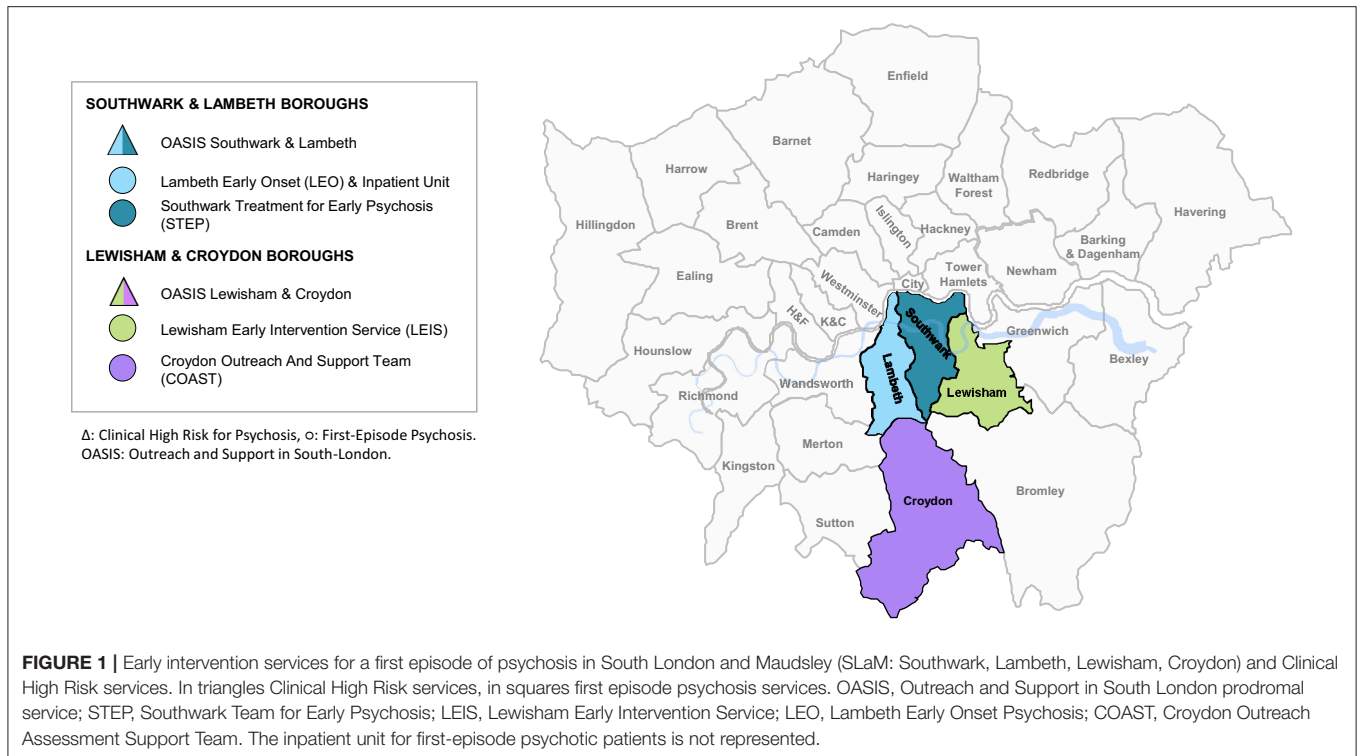 SOUTHWARK & LAMBETH BOROUGHS
OASIS Southwark & Lambeth
Lambeth Early Onset (LEO) & Inpatient Unit
Southwark Treatment for Early Psychosis
(STEP)
LEWISHAM & CROYDON BOROUGHS
OASIS Lewisham & Croydon
Lewisham Early Intervention Service (LEIS)
Croydon Outreach And Support Team
(COAST)
Δ: Clinical High Risk for Psychosis, ○: First-Episode Psychosis.
OASIS: Outreach and Support in South-London.
Enfield
Barnet
Harrow
Haringey
Waltham
Forest
Redbridge
Havering
Hillingdon
Brent
Camden
Islington
Hackney
Barking
& Dagenham
Ealing
Westminster
City
Tower
Hamlets
Newham
H&F
K&C
Southwark
Greenwich
Hounslow
Bexley
Richmond
Wandsworth
Lambeth
Lewisham
Merton
Kingston
Croydon
Bromley
Sutton
FIGURE 1 | Early intervention services for a first episode of psychosis in South London and Maudsley (SLaM: Southwark, Lambeth, Lewisham, Croydon) and Clinical
High Risk services. In triangles Clinical High Risk services, in squares first episode psychosis services. OASIS, Outreach and Support in South London prodromal
service; STEP, Southwark Team for Early Psychosis; LEIS, Lewisham Early Intervention Service; LEO, Lambeth Early Onset Psychosis; COAST, Croydon Outreach
Assessment Support Team. The inpatient unit for first-episode psychotic patients is not represented.